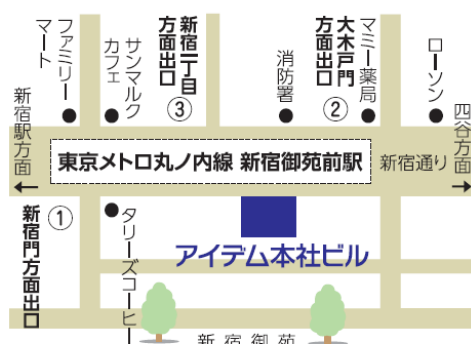 ファミリー
マート
サンマルク
カフェ
新宿一丁目
方面出口
③
消防署
大木戸門
方面出口
②
マミー薬局
ローソン
四谷方面
→
新宿駅方面
←
東京メトロ丸ノ内線 新宿御苑前駅
新宿通り
①
新宿門方面出口
タリーズコーヒー
アイデム本社ビル
新宿御苑